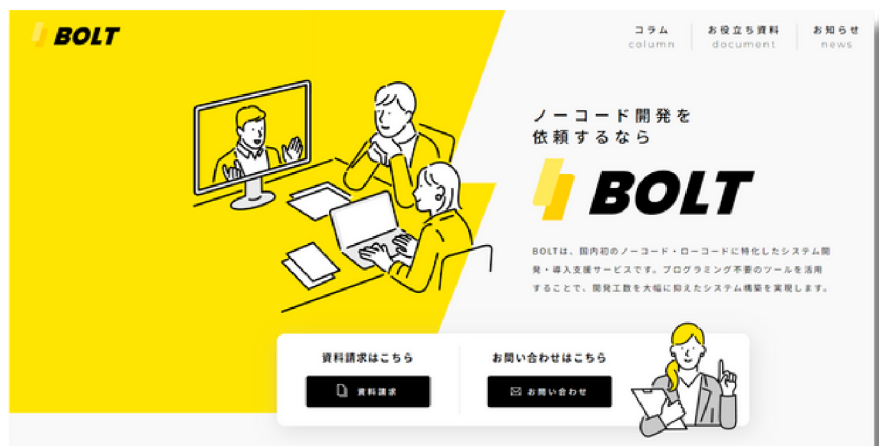 BOLT
コラム
column
お役立ち資料
document
お知らせ
news
ノーコード開発を
依頼するなら
BOLT
BOLTは、国内初のノーコード・ローコードに特化したシステム開
発・導入支援サービスです。プログラミング不要のツールを活用
することで、開発工数を大幅に抑えたシステム構築を実現します。
資料請求はこちら
資料請求
お問い合わせはこちら
お問い合わせ